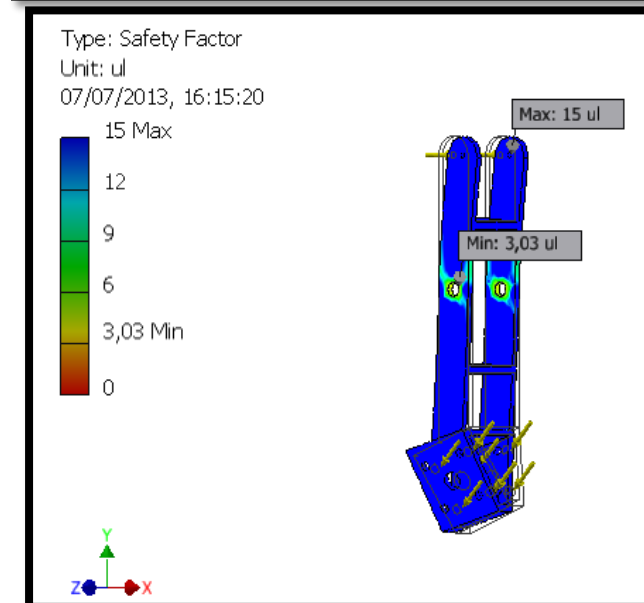 Type: Safety Factor
Unit: ul
07/07/2013, 16:15:20
15 Max
Max: 15 ul
12
9
Min: 3,03 ul
6
3,03 Min
0
Y
Z
X